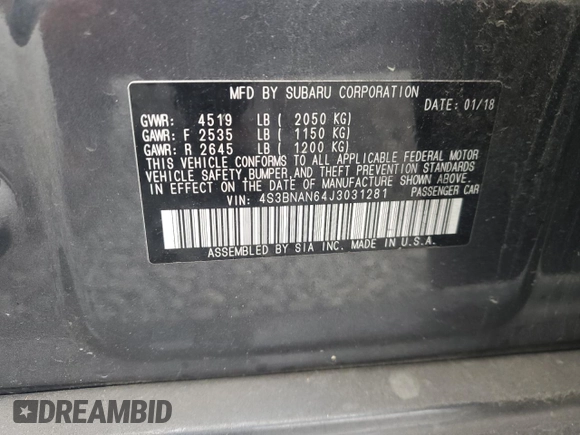 MFD BY SUBARU CORPORATION
DATE: 01/18
GVWR: 4519 LB ( 2050 KG)
GAWR: F 2535 LB ( 1150 KG)
GAWR: R 2645 LB ( 1200 KG)
THIS VEHICLE CONFORMS TO ALL APPLICABLE FEDERAL MOTOR
VEHICLE SAFETY,BUMPER,AND THEFT PREVENTION STANDARDS
IN EFFECT ON THE DATE OF MANUFACTURE SHOWN ABOVE.
VIN: 4S3BNAN64J3031281 PASSENGER CAR
ASSEMBLED BY SIA INC. MADE IN U.S.A.
DREAMBID